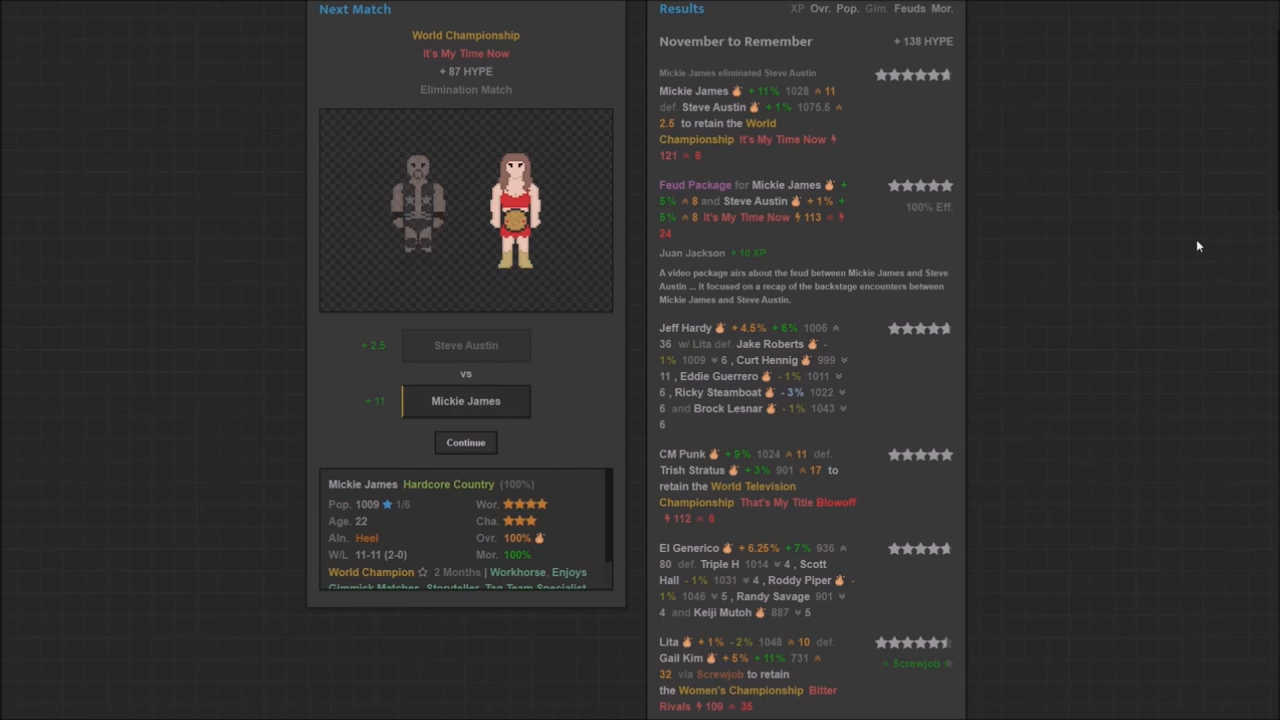 Next Match
World Championship
It's My Time Now
+ 87 HYPE
Elimination Match
+ 2.5 Steve Austin
vs
+ 11 Mickie James
Continue
Mickie James Hardcore Country (100%)
Pop. 1009 1/6 Wor.
Age. 22 Cha.
Aln. Heel Ovr. 100%
W/L 11-11 (2-0) Mor. 100%
World Champion 2 Months | Workhorse, Enjoys
Gimmick Matches, Storyteller, Tag Team Specialist
Results XP Ovr. Pop. Gim. Feuds Mor.
November to Remember + 138 HYPE
Mickie James eliminated Steve Austin
Mickie James + 11% 1028 11
def. Steve Austin + 1% 1075.5
2.5 to retain the World
Championship It's My Time Now
121 8
Feud Package for Mickie James +
5% 8 and Steve Austin + 1% + 100% Eff.
5% 8 It's My Time Now 113
24
Juan Jackson + 10 XP
A video package airs about the feud between Mickie James and Steve
Austin ... It focused on a recap of the backstage encounters between
Mickie James and Steve Austin.
Jeff Hardy + 4.5% + 6% 1006
36 w/ Lita def. Jake Roberts -
1% 1009 6 , Curt Hennig 999
11 , Eddie Guerrero - 1% 1011
6 , Ricky Steamboat - 3% 1022
6 and Brock Lesnar - 1% 1043
6
CM Punk + 9% 1024 11 def.
Trish Stratus + 3% 901 17 to
retain the World Television
Championship That's My Title Blowoff
112 6
El Generico + 6.25% + 7% 936
80 def. Triple H 1014 4 , Scott
Hall - 1% 1031 4 , Roddy Piper -
1% 1046 5 , Randy Savage 901
4 and Keiji Mutoh 887 5
Lita + 1% - 2% 1048 10 def.
Gail Kim + 5% + 11% 731 Screwjob
32 via Screwjob to retain
the Women's Championship Bitter
Rivals 109 35